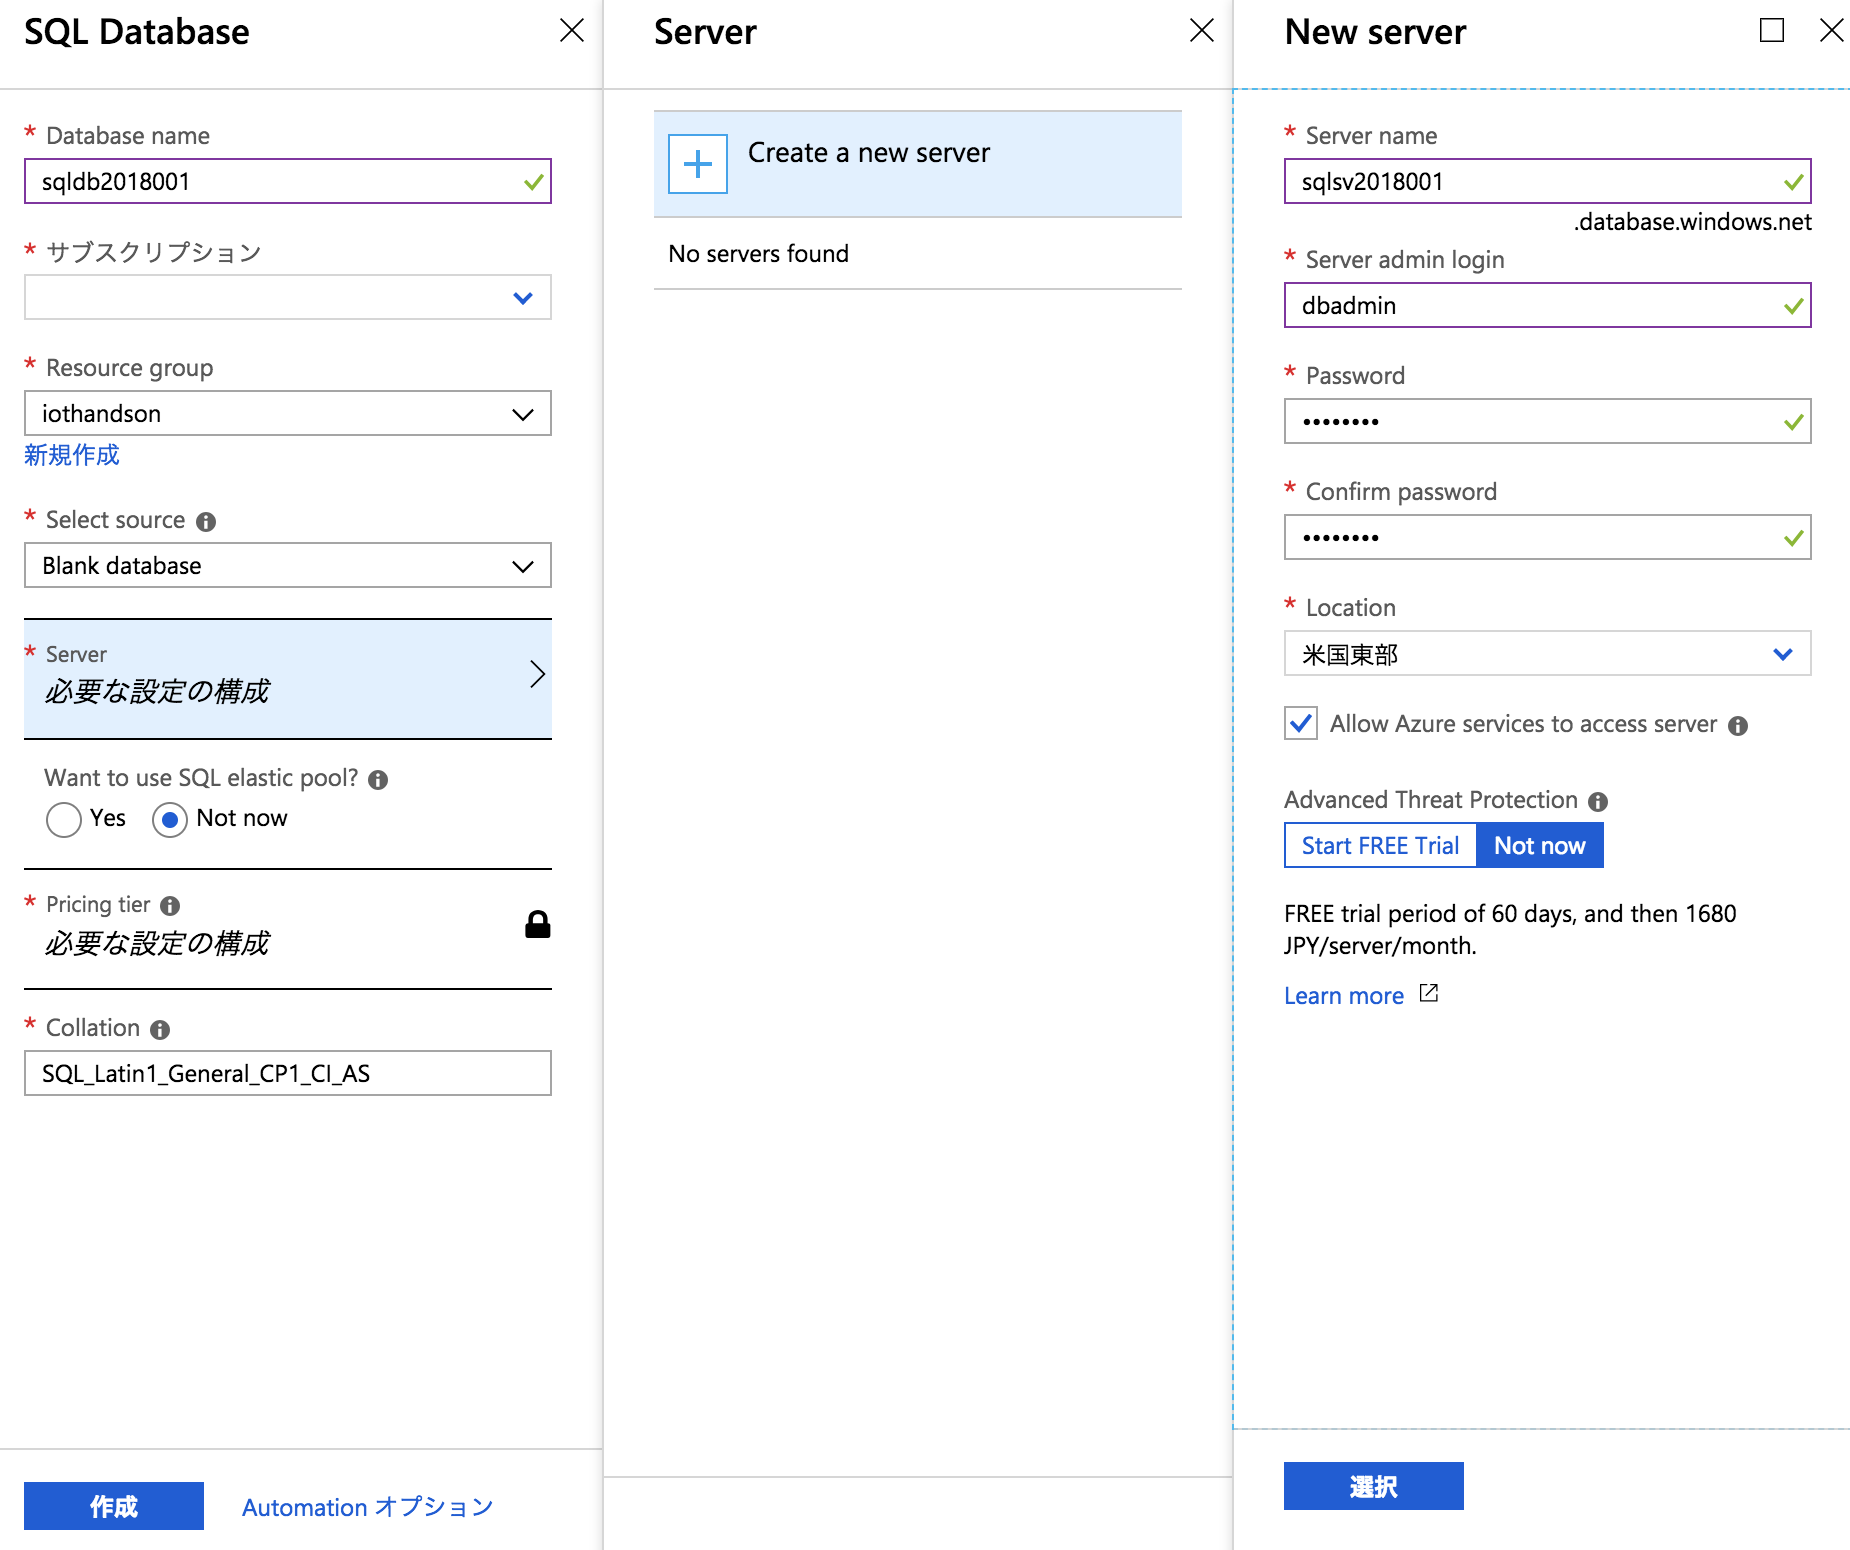 SQL Database
* Database name
sqldb2018001
* サブスクリプション
* Resource group
iothandson
新規作成
* Select source
Blank database
* Server
必要な設定の構成
Want to use SQL elastic pool?
Yes
Not now
* Pricing tier
必要な設定の構成
* Collation
SQL_Latin1_General_CP1_CI_AS
作成
Automation オプション
Server
Create a new server
No servers found
New server
* Server name
sqlsv2018001
.database.windows.net
* Server admin login
dbadmin
* Password
••••••••
* Confirm password
••••••••
* Location
米国東部
Allow Azure services to access server
Advanced Threat Protection
Start FREE Trial
Not now
FREE trial period of 60 days, and then 1680
JPY/server/month.
Learn more
選択